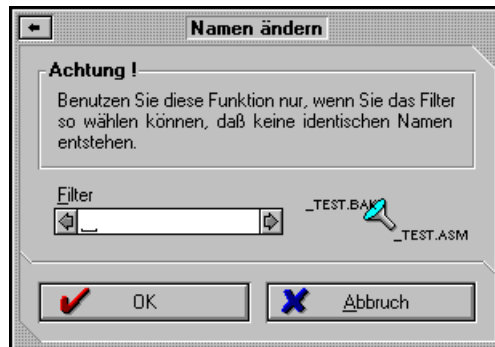 Namen ändern
Achtung !
Benutzen Sie diese Funktion nur, wenn Sie das Filter
so wählen können, daß keine identischen Namen
entstehen.
Filter
_
_TEST.BAK
_TEST.ASM
OK
Abbruch